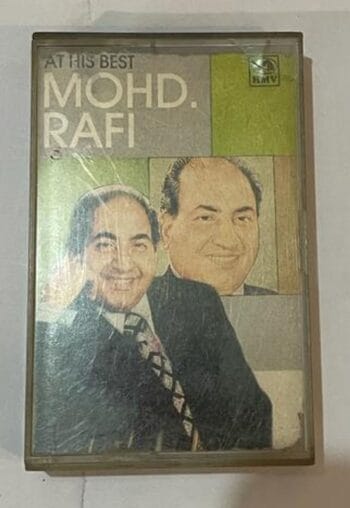 AT HIS BEST
MOHD.
RAFI
HMV